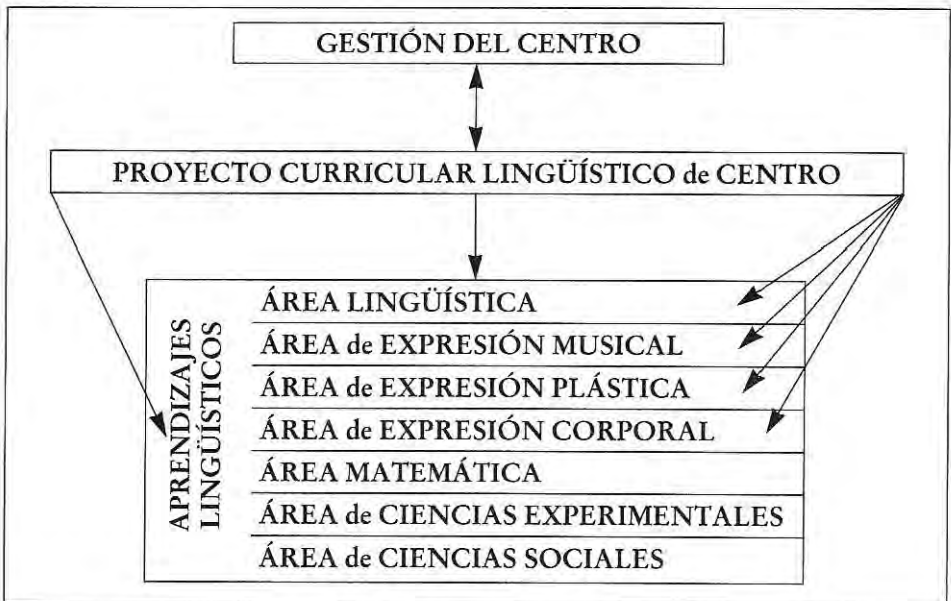 GESTIÓN DEL CENTRO
PROYECTO CURRICULAR LINGÜÍSTICO de CENTRO
APRENDIZAJES
LINGÜÍSTICOS
ÁREA LINGÜÍSTICA
ÁREA de EXPRESIÓN MUSICAL
ÁREA de EXPRESIÓN PLÁSTICA
ÁREA de EXPRESIÓN CORPORAL
ÁREA MATEMÁTICA
ÁREA de CIENCIAS EXPERIMENTALES
ÁREA de CIENCIAS SOCIALES